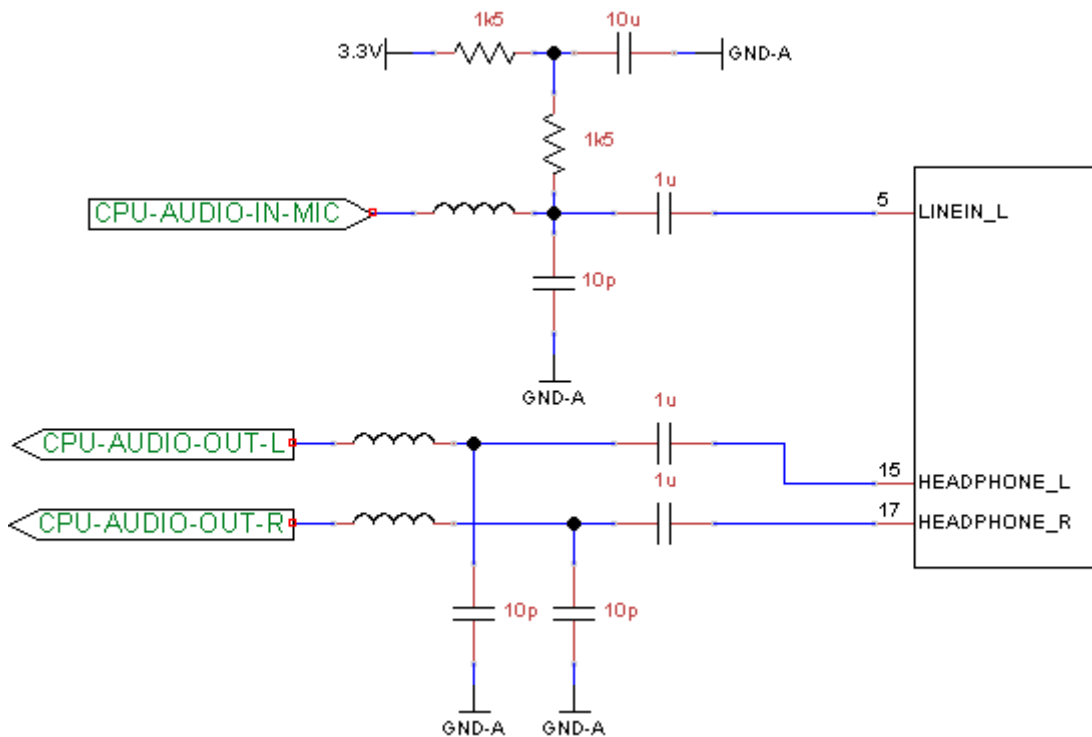 1k5
10u
3.3V
GND-A
1k5
1u
CPU-AUDIO-IN-MIC
5
LINEIN_L
10p
GND-A
1u
CPU-AUDIO-OUT-L
15
HEADPHONE_L
1u
CPU-AUDIO-OUT-R
17
HEADPHONE_R
10p
10p
GND-A
GND-A